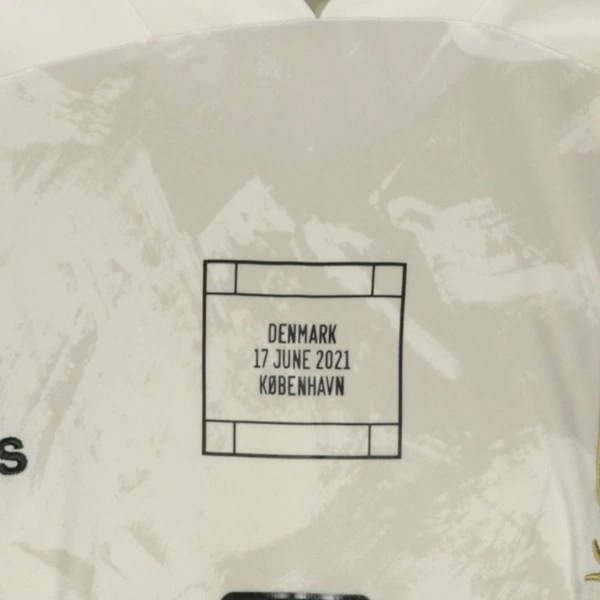 DENMARK
17 JUNE 2021
KØBENHAVN
s